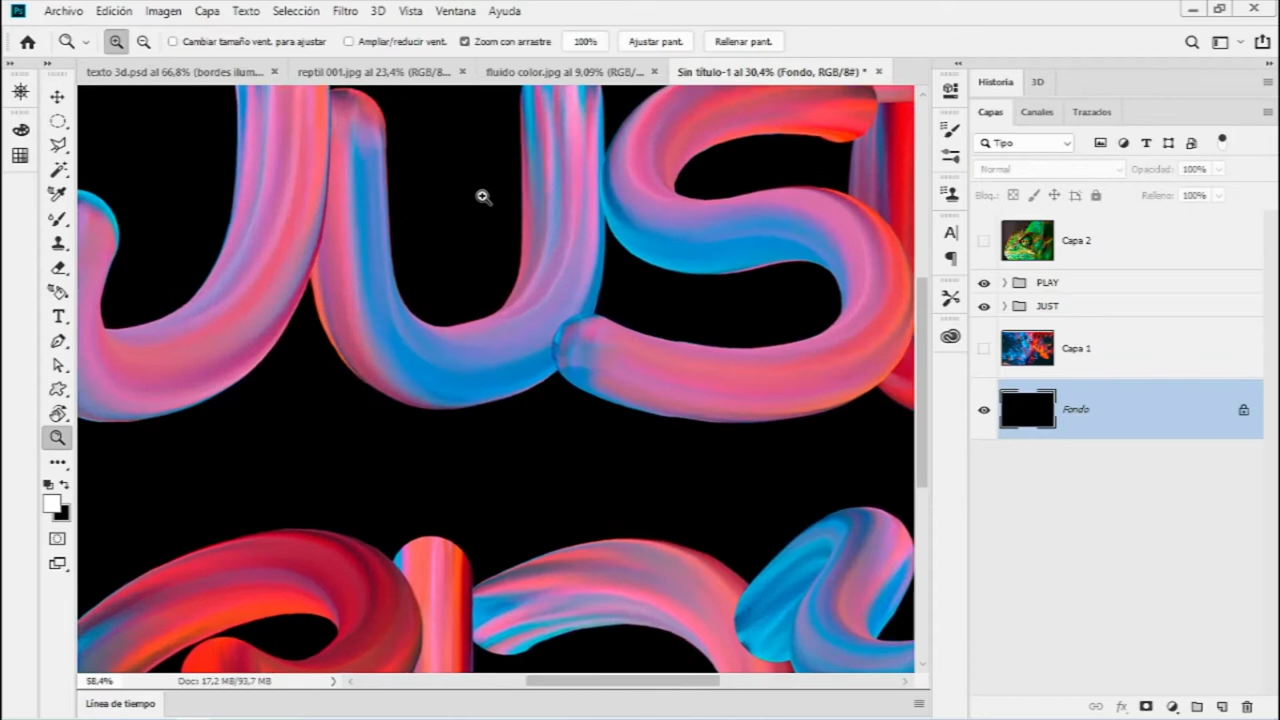 Ps Archivo Edición Imagen Capa Texto Selección Filtro 3D Vista Ventana Ayuda
Cambiar tamaño vent. para ajustar Ampliar/reducir vent. Zoom con arrastre 100% Ajustar pant. Rellenar pant.
texto 3d.psd al 66,8% (bordes ilum... × reptil 001.jpg al 23,4% (RGB/8... × fluido color.jpg al 9,09% (RGB/... × Sin título-1 al 30,4% (Fondo, RGB/8#) * ×
Historia 3D
Capas Canales Trazados
Tipo
Normal Opacidad: 100%
Bloq.: Relleno: 100%
Capa 2
PLAY
JUST
Capa 1
Fondo
Jus
58,4% Doc: 17,2 MB/93,7 MB
Línea de tiempo